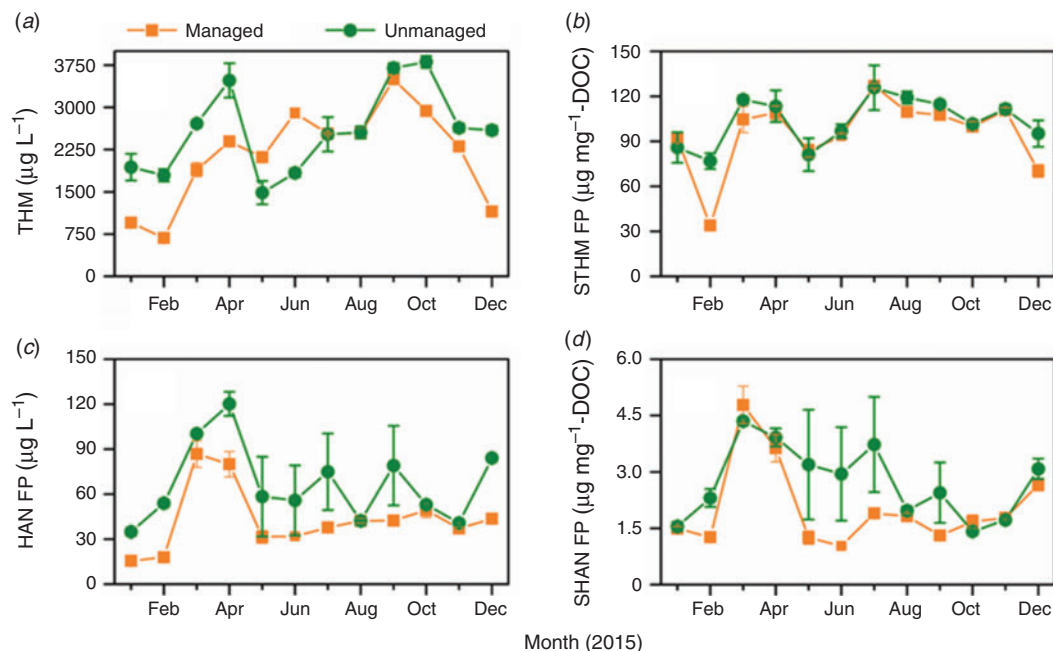 (a) Managed Unmanaged (b)
THM (µg L−1)
3750
3000
2250
1500
750
0
Feb Apr Jun Aug Oct Dec
STHM FP (µg mg−1-DOC)
150
120
90
60
30
0
Feb Apr Jun Aug Oct Dec
(c)
HAN FP (µg L−1)
150
120
90
60
30
0
Feb Apr Jun Aug Oct Dec
(d)
SHAN FP (µg mg−1-DOC)
6.0
4.5
3.0
1.5
0
Feb Apr Jun Aug Oct Dec
Month (2015)